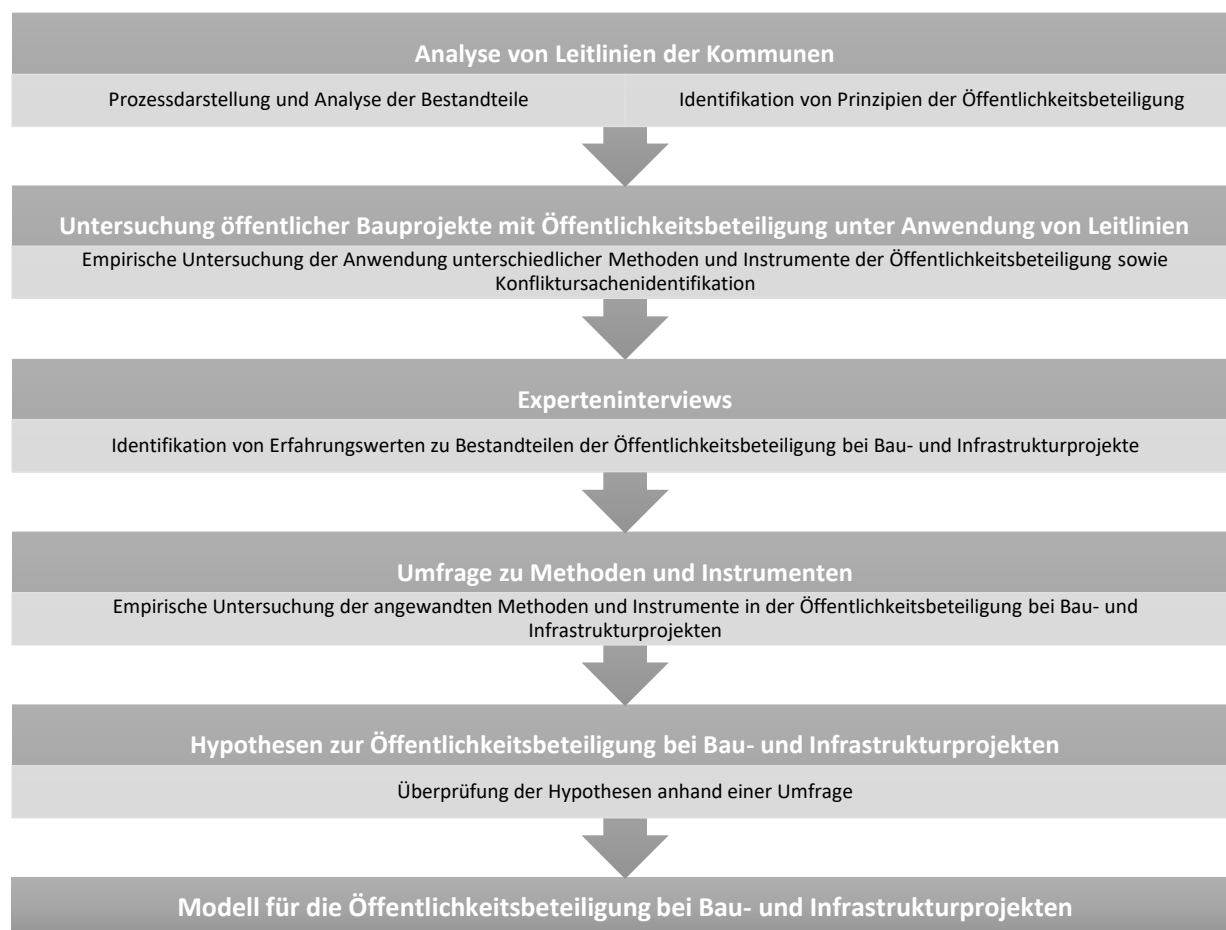 Analyse von Leitlinien der Kommunen
Prozessdarstellung und Analyse der Bestandteile
Identifikation von Prinzipien der Öffentlichkeitsbeteiligung
Untersuchung öffentlicher Bauprojekte mit Öffentlichkeitsbeteiligung unter Anwendung von Leitlinien
Empirische Untersuchung der Anwendung unterschiedlicher Methoden und Instrumente der Öffentlichkeitsbeteiligung sowie
Konfliktursachenidentifikation
Experteninterviews
Identifikation von Erfahrungswerten zu Bestandteilen der Öffentlichkeitsbeteiligung bei Bau- und Infrastrukturprojekte
Umfrage zu Methoden und Instrumenten
Empirische Untersuchung der angewandten Methoden und Instrumente in der Öffentlichkeitsbeteiligung bei Bau- und
Infrastrukturprojekten
Hypothesen zur Öffentlichkeitsbeteiligung bei Bau- und Infrastrukturprojekten
Überprüfung der Hypothesen anhand einer Umfrage
Modell für die Öffentlichkeitsbeteiligung bei Bau- und Infrastrukturprojekten